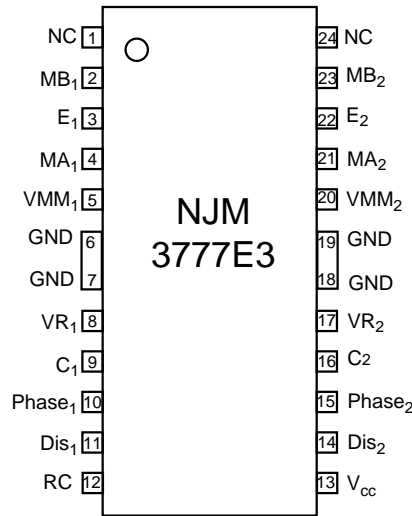 NC 1
MB₁ 2
E₁ 3
MA₁ 4
VMM₁ 5
GND 6
GND 7
VR₁ 8
C₁ 9
Phase₁ 10
Dis₁ 11
RC 12
NJM
3777E3
24 NC
23 MB₂
22 E₂
21 MA₂
20 VMM₂
19 GND
18 GND
17 VR₂
16 C2
15 Phase₂
14 Dis₂
13 Vcc